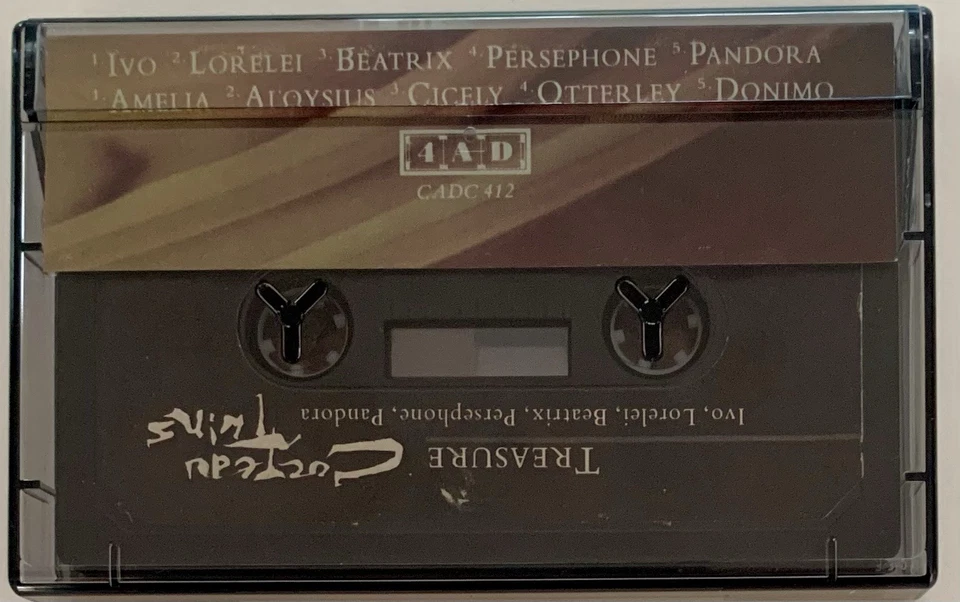 1. Ivo 2. Lorelei 3. Beatrix 4. Persephone 5. Pandora
1. Amelia 2. Aloysius 3. Cicely 4. Otterley 5. Donimo
4AD
CADC 412
Ivo, Lorelei, Beatrix, Persephone, Pandora
TREASURE
Cocteau
Twins